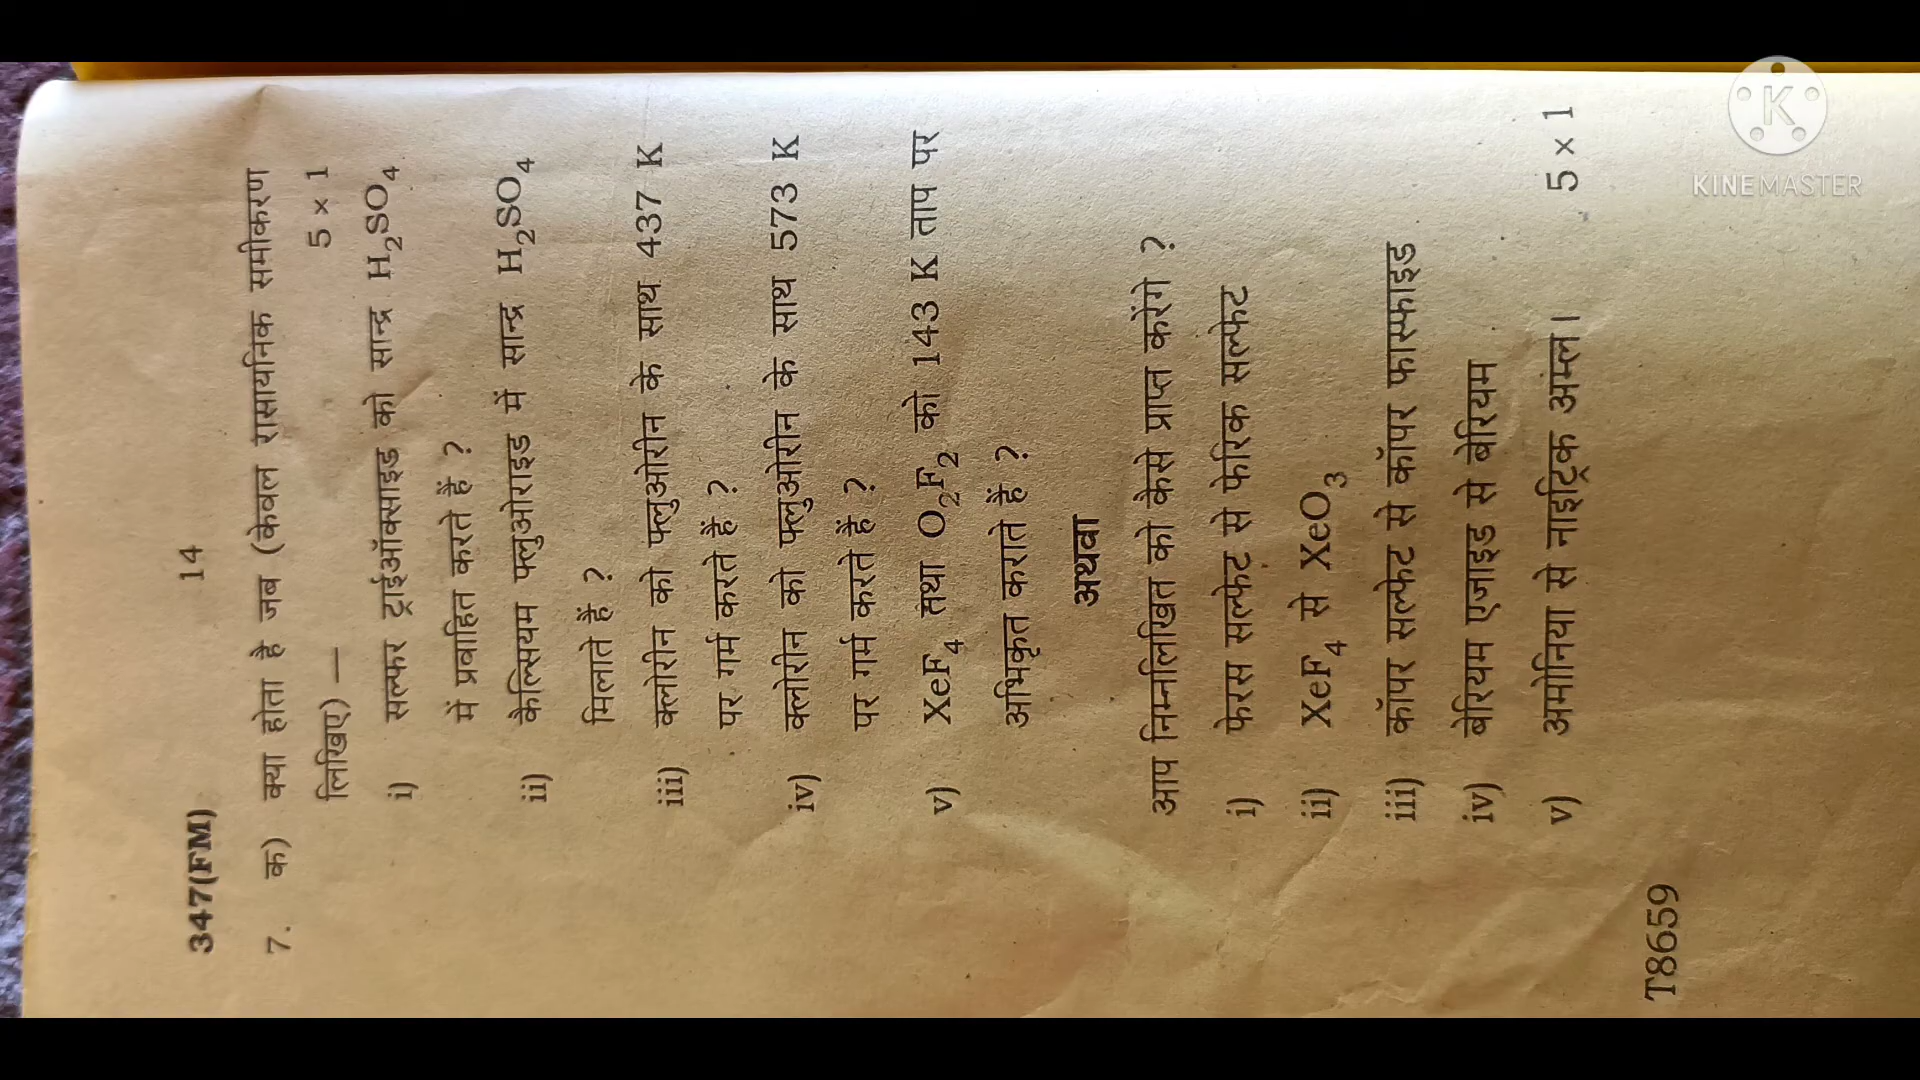 347(FM) 14
7. क) क्या होता है जब (केवल रासायनिक समीकरण
लिखिए) — 5 × 1
i) सल्फर ट्राईऑक्साइड को सान्द्र H₂SO₄
में प्रवाहित करते हैं ?
ii) कैल्सियम फ्लुओराइड में सान्द्र H₂SO₄
मिलाते हैं ?
iii) क्लोरीन को फ्लुओरीन के साथ 437 K
पर गर्म करते हैं ?
iv) क्लोरीन को फ्लुओरीन के साथ 573 K
पर गर्म करते हैं ?
v) XeF₄ तथा O₂F₂ को 143 K ताप पर
अभिकृत कराते हैं ?
अथवा
आप निम्नलिखित को कैसे प्राप्त करेंगे ?
i) फेरस सल्फेट से फेरिक सल्फेट
ii) XeF₄ से XeO₃
iii) कॉपर सल्फेट से कॉपर फास्फाइड
iv) बेरियम एजाइड से बेरियम
v) अमोनिया से नाइट्रिक अम्ल। 5 × 1
T8659
K
KINEMASTER